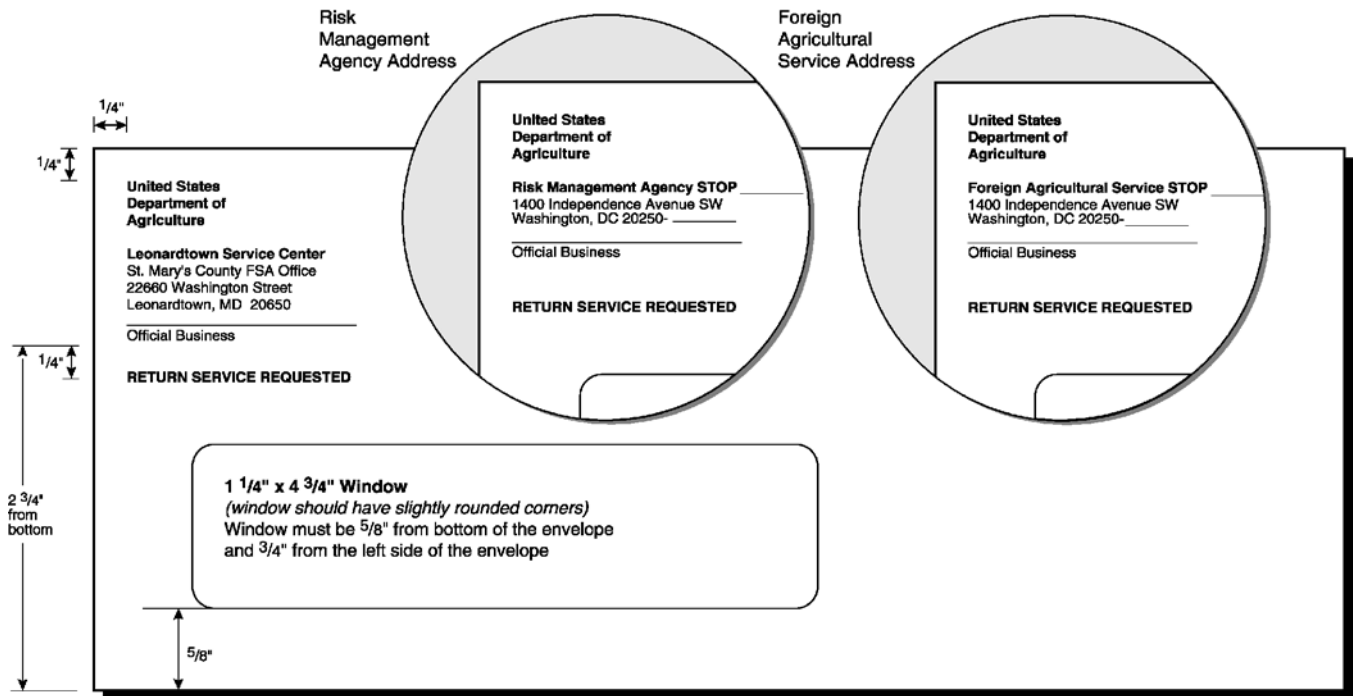 Risk
Management
Agency Address
Foreign
Agricultural
Service Address
1/4"
1/4"
United States
Department of
Agriculture
Leonardtown Service Center
St. Mary's County FSA Office
22660 Washington Street
Leonardtown, MD 20650
Official Business
RETURN SERVICE REQUESTED
United States
Department of
Agriculture
Risk Management Agency STOP ______
1400 Independence Avenue SW
Washington, DC 20250- ______
Official Business
RETURN SERVICE REQUESTED
United States
Department of
Agriculture
Foreign Agricultural Service STOP ______
1400 Independence Avenue SW
Washington, DC 20250-______
Official Business
RETURN SERVICE REQUESTED
1/4"
2 3/4"
from
bottom
1 1/4" x 4 3/4" Window
(window should have slightly rounded corners)
Window must be 5/8" from bottom of the envelope
and 3/4" from the left side of the envelope
5/8"